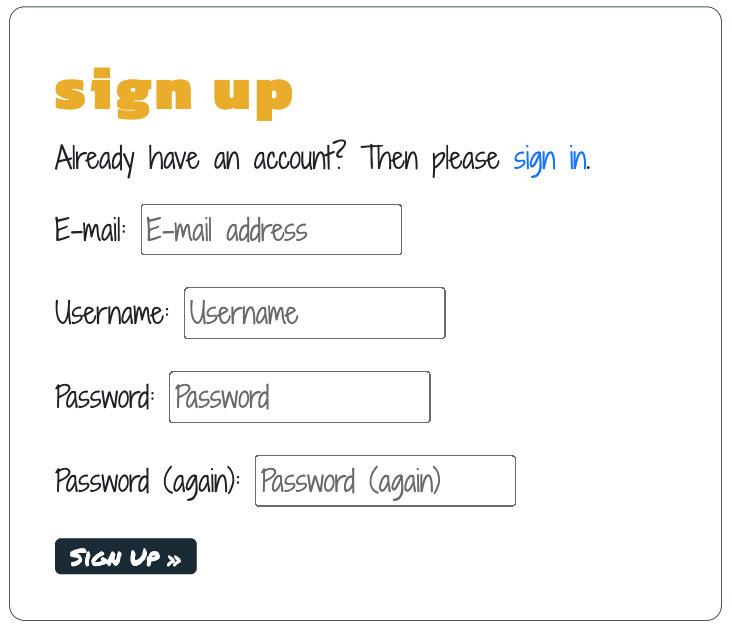 sign up
Already have an account? Then please sign in.
E-mail: E-mail address
Username: Username
Password: Password
Password (again): Password (again)
Sign Up »